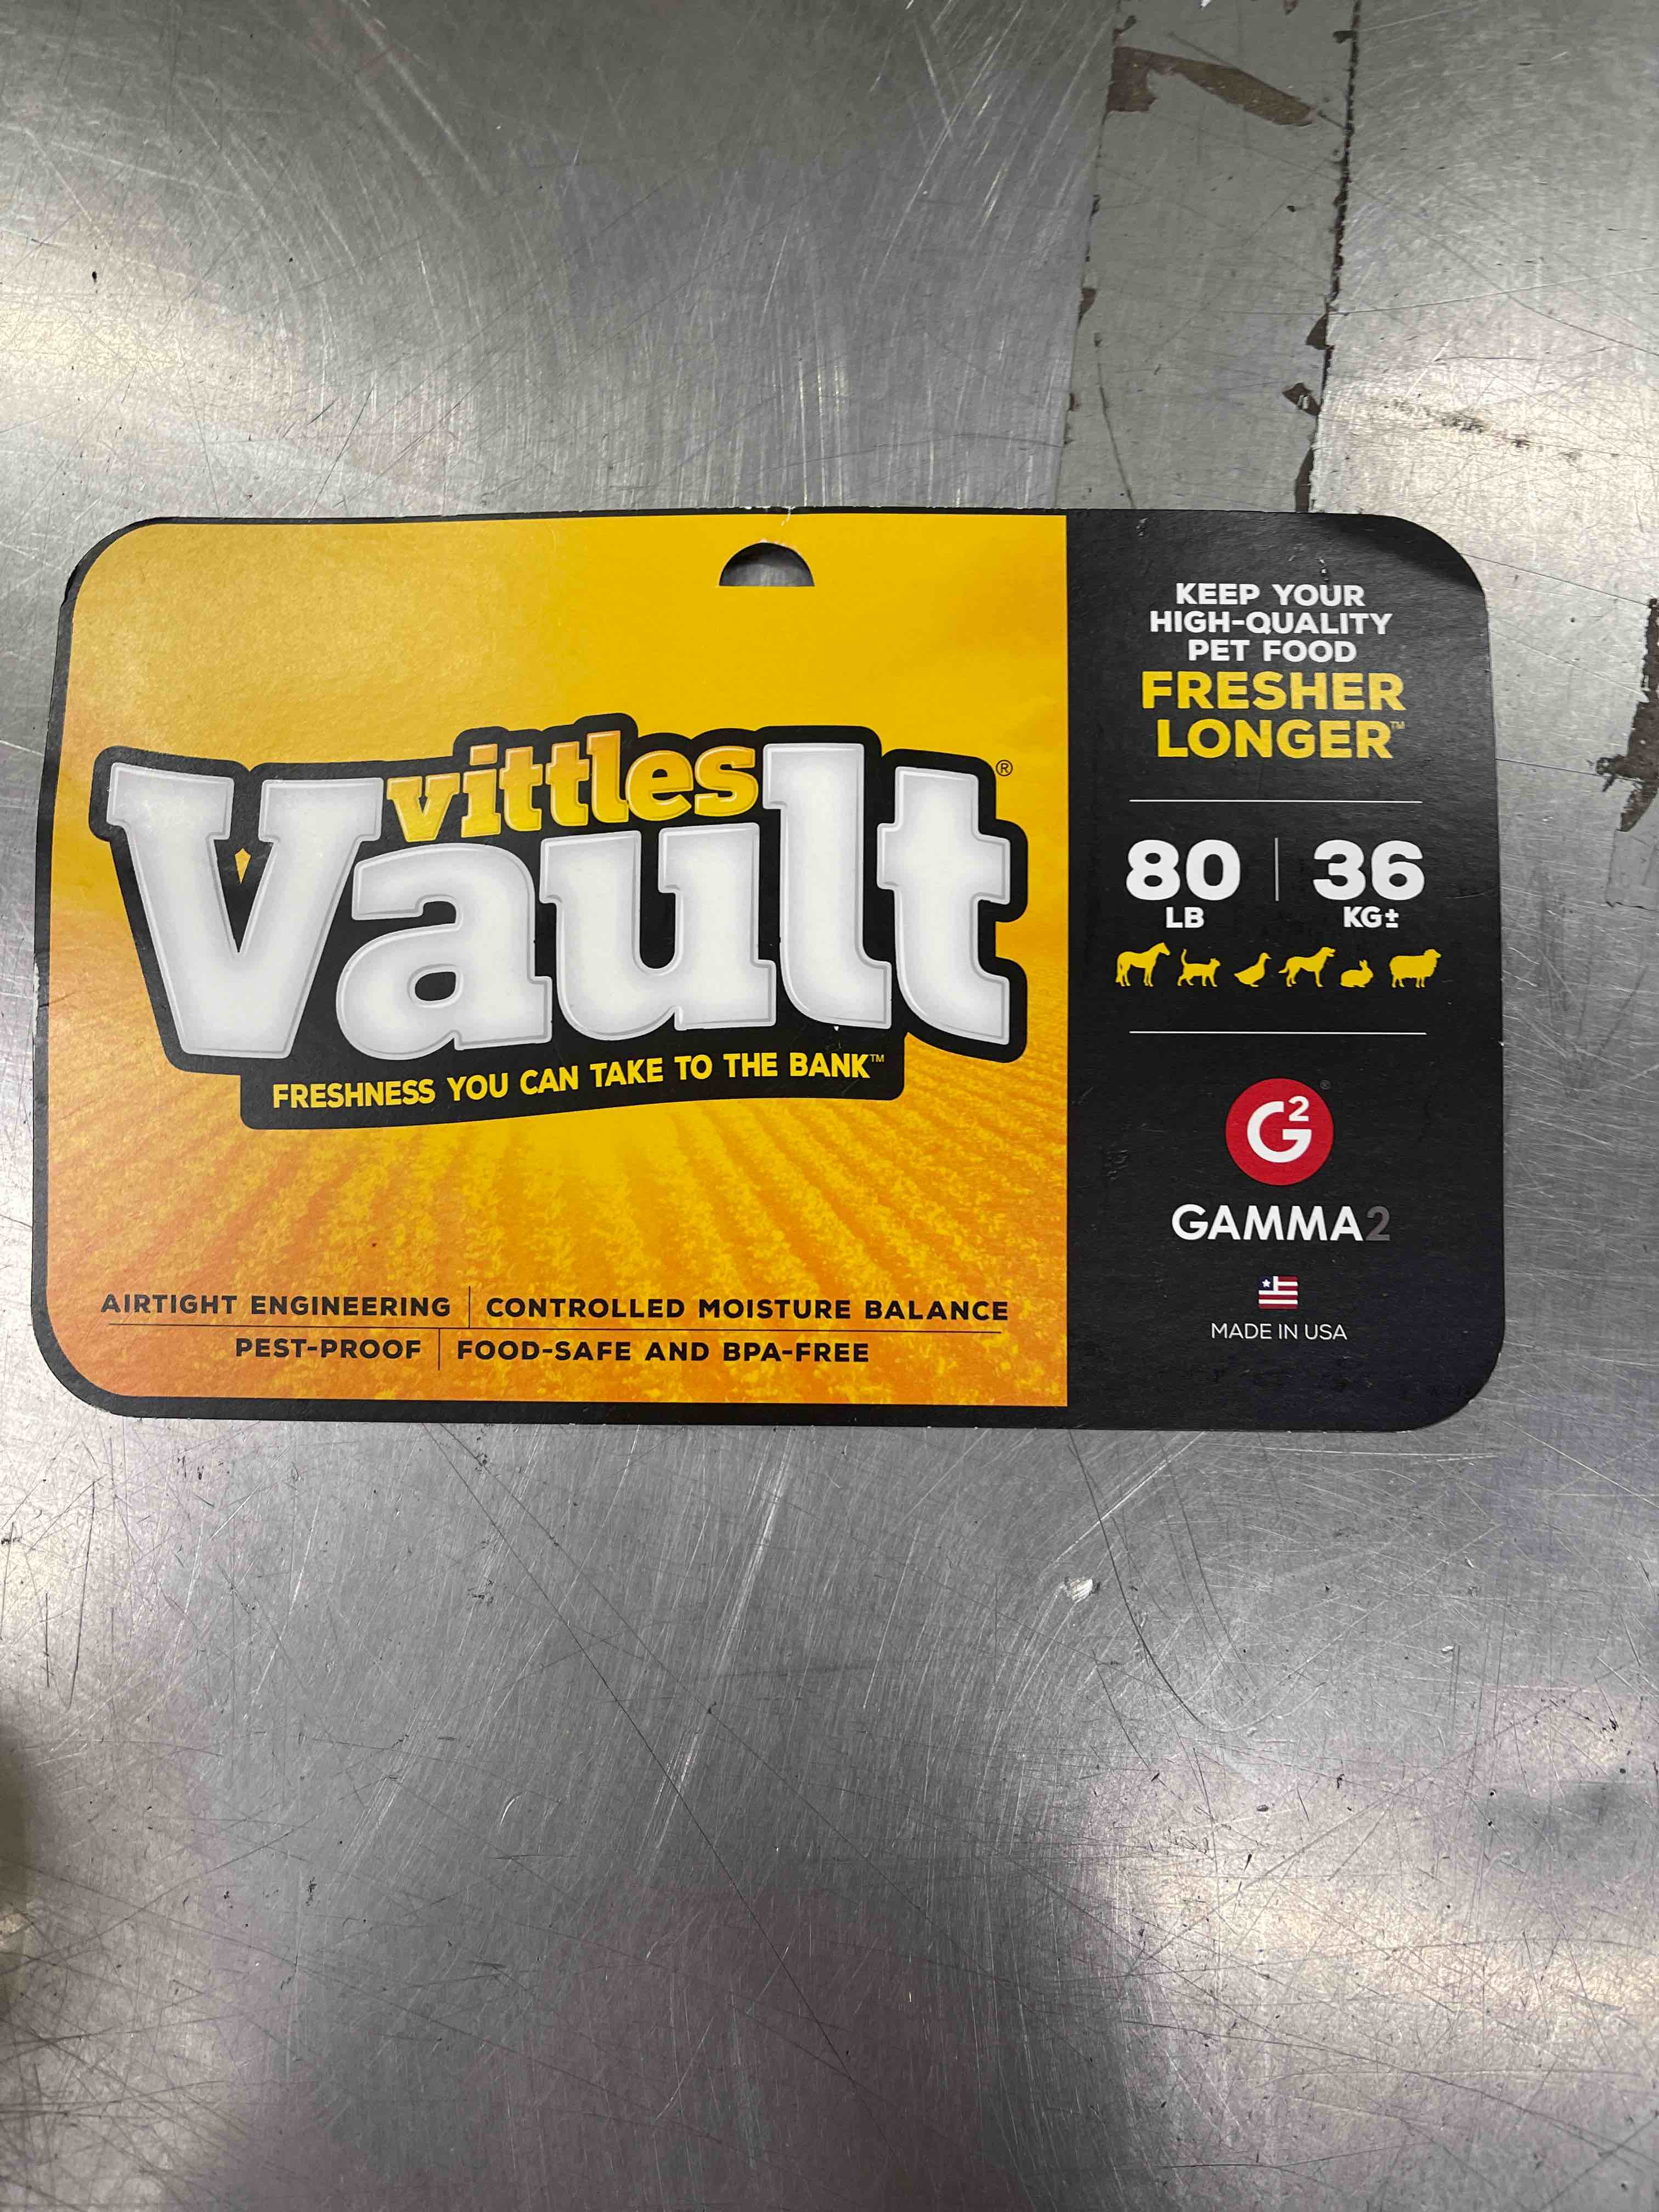 vittles
Vault®
FRESHNESS YOU CAN TAKE TO THE BANK™
AIRTIGHT ENGINEERING | CONTROLLED MOISTURE BALANCE
PEST-PROOF | FOOD-SAFE AND BPA-FREE
KEEP YOUR
HIGH-QUALITY
PET FOOD
FRESHER
LONGER™
80 | 36
LB KG±
G2®
GAMMA2
MADE IN USA